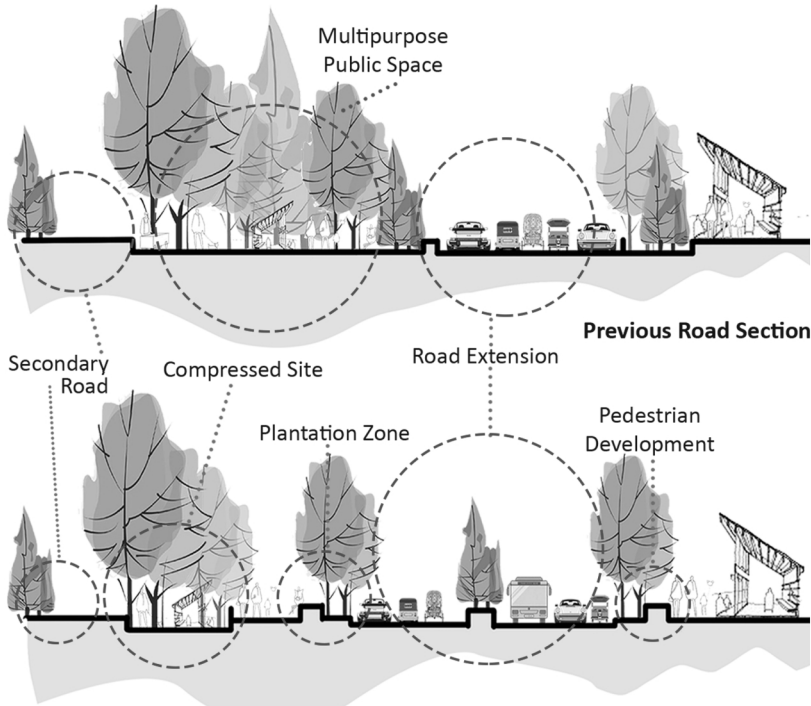 Multipurpose
Public Space
Previous Road Section
Secondary
Road
Compressed Site
Road Extension
Plantation Zone
Pedestrian
Development